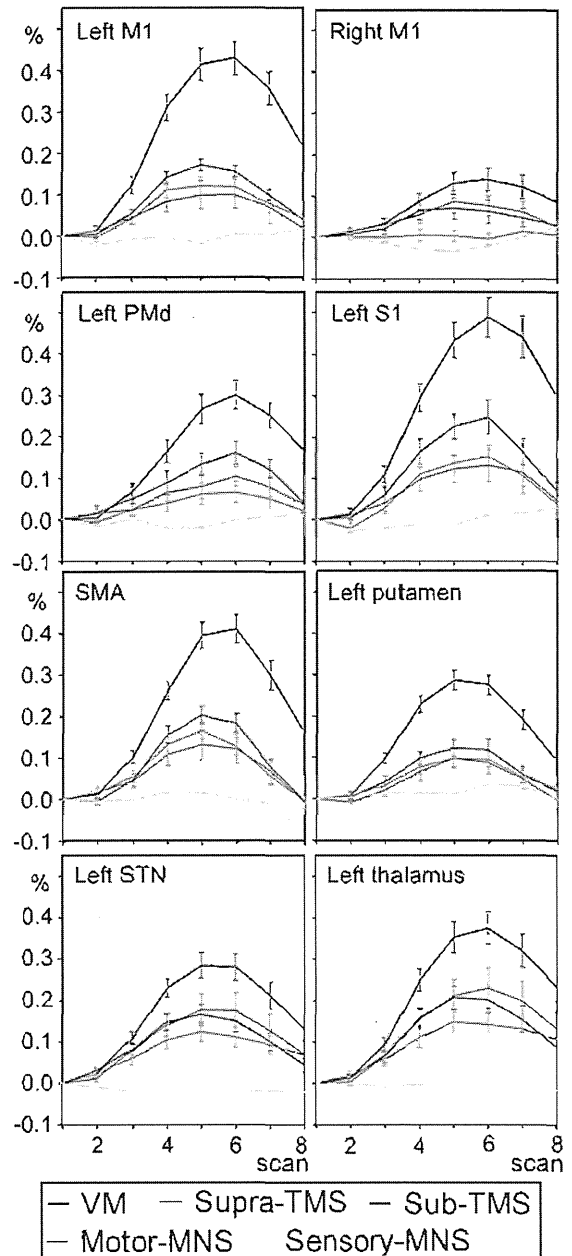 %
Left M1
Right M1
0.4
0.3
0.2
0.1
0.0
-0.1
%
Left PMd
Left S1
0.4
0.3
0.2
0.1
0.0
-0.1
%
SMA
Left putamen
0.4
0.3
0.2
0.1
0.0
-0.1
%
Left STN
Left thalamus
0.4
0.3
0.2
0.1
0.0
-0.1
2 4 6 8 2 4 6 8
scan scan
– VM – Supra-TMS – Sub-TMS
– Motor-MNS Sensory-MNS